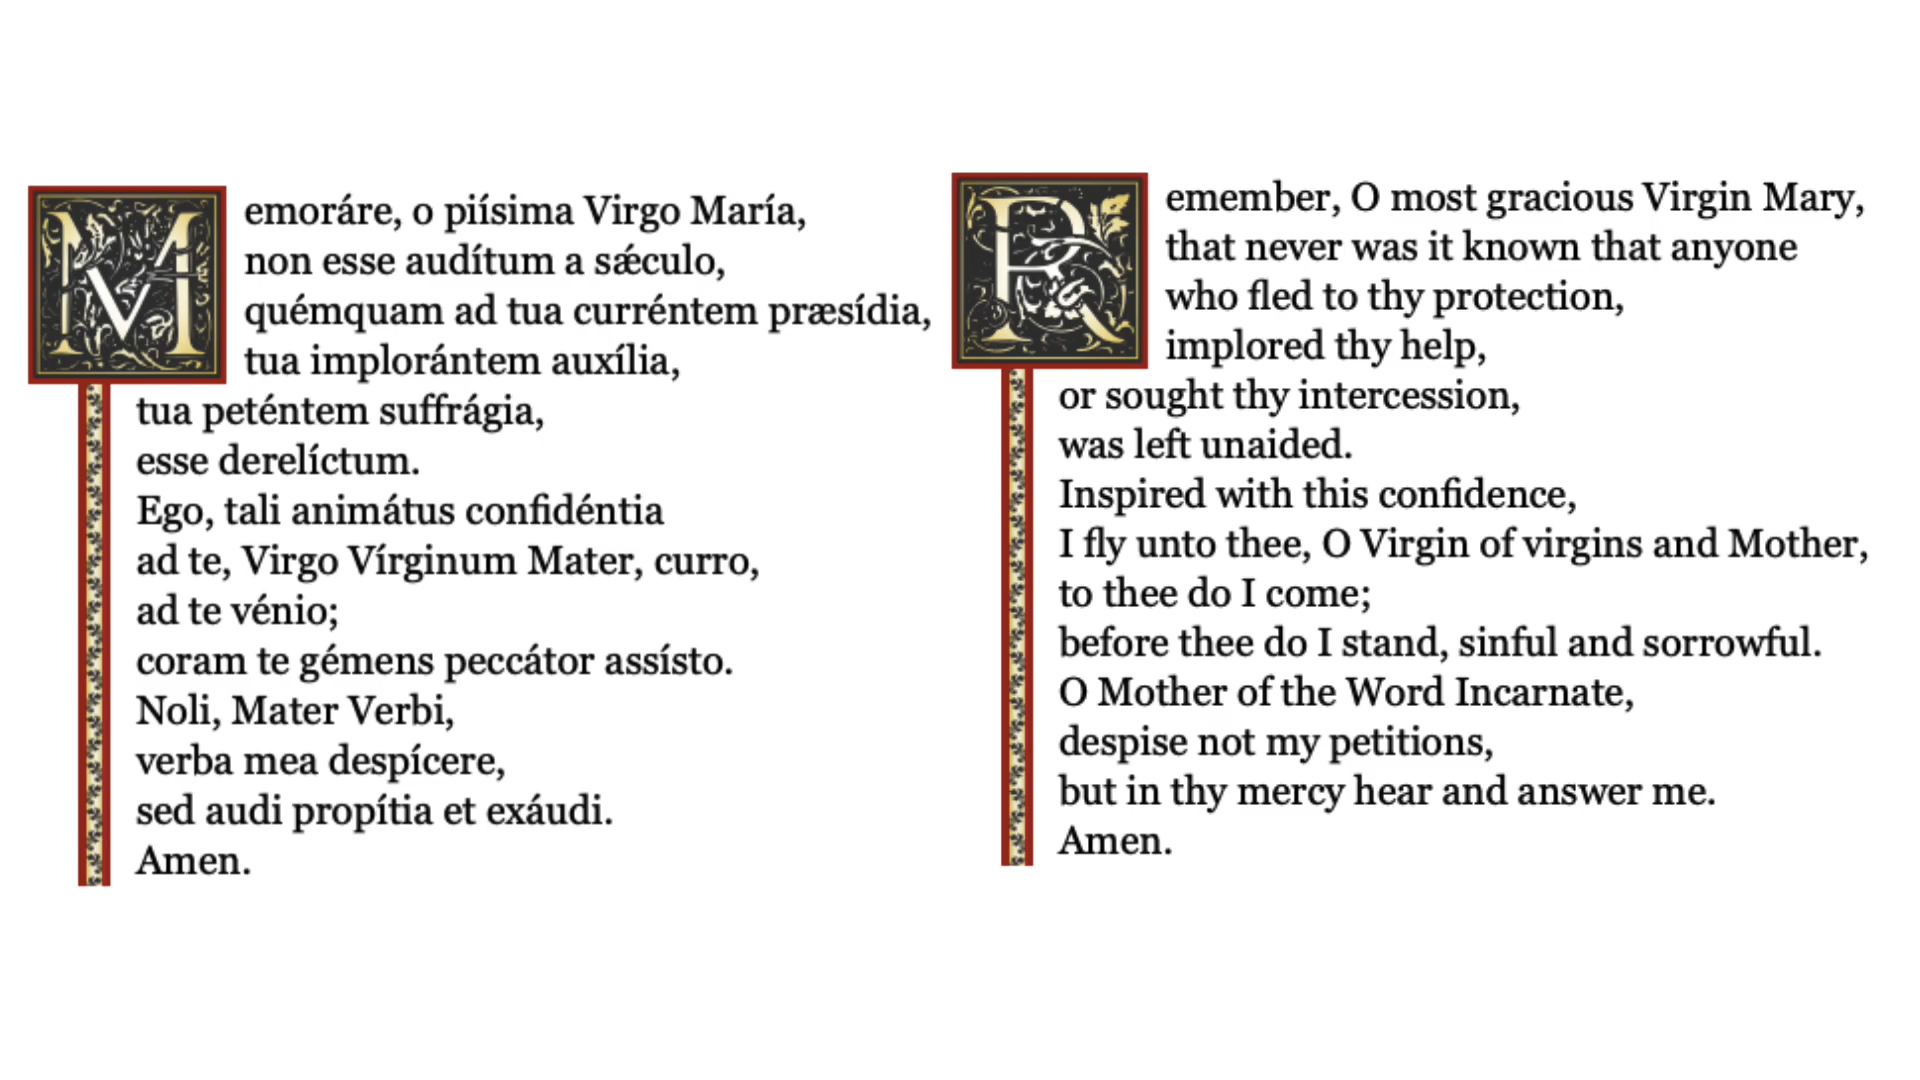 Memoráre, o piísima Virgo María,
non esse audítum a sǽculo,
quémquam ad tua curréntem præsídia,
tua implorántem auxília,
tua peténtem suffrágia,
esse derelíctum.
Ego, tali animátus confidéntia
ad te, Virgo Vírginum Mater, curro,
ad te vénio;
coram te gémens peccátor assísto.
Noli, Mater Verbi,
verba mea despícere,
sed audi propítia et exáudi.
Amen.
Remember, O most gracious Virgin Mary,
that never was it known that anyone
who fled to thy protection,
implored thy help,
or sought thy intercession,
was left unaided.
Inspired with this confidence,
I fly unto thee, O Virgin of virgins and Mother,
to thee do I come;
before thee do I stand, sinful and sorrowful.
O Mother of the Word Incarnate,
despise not my petitions,
but in thy mercy hear and answer me.
Amen.